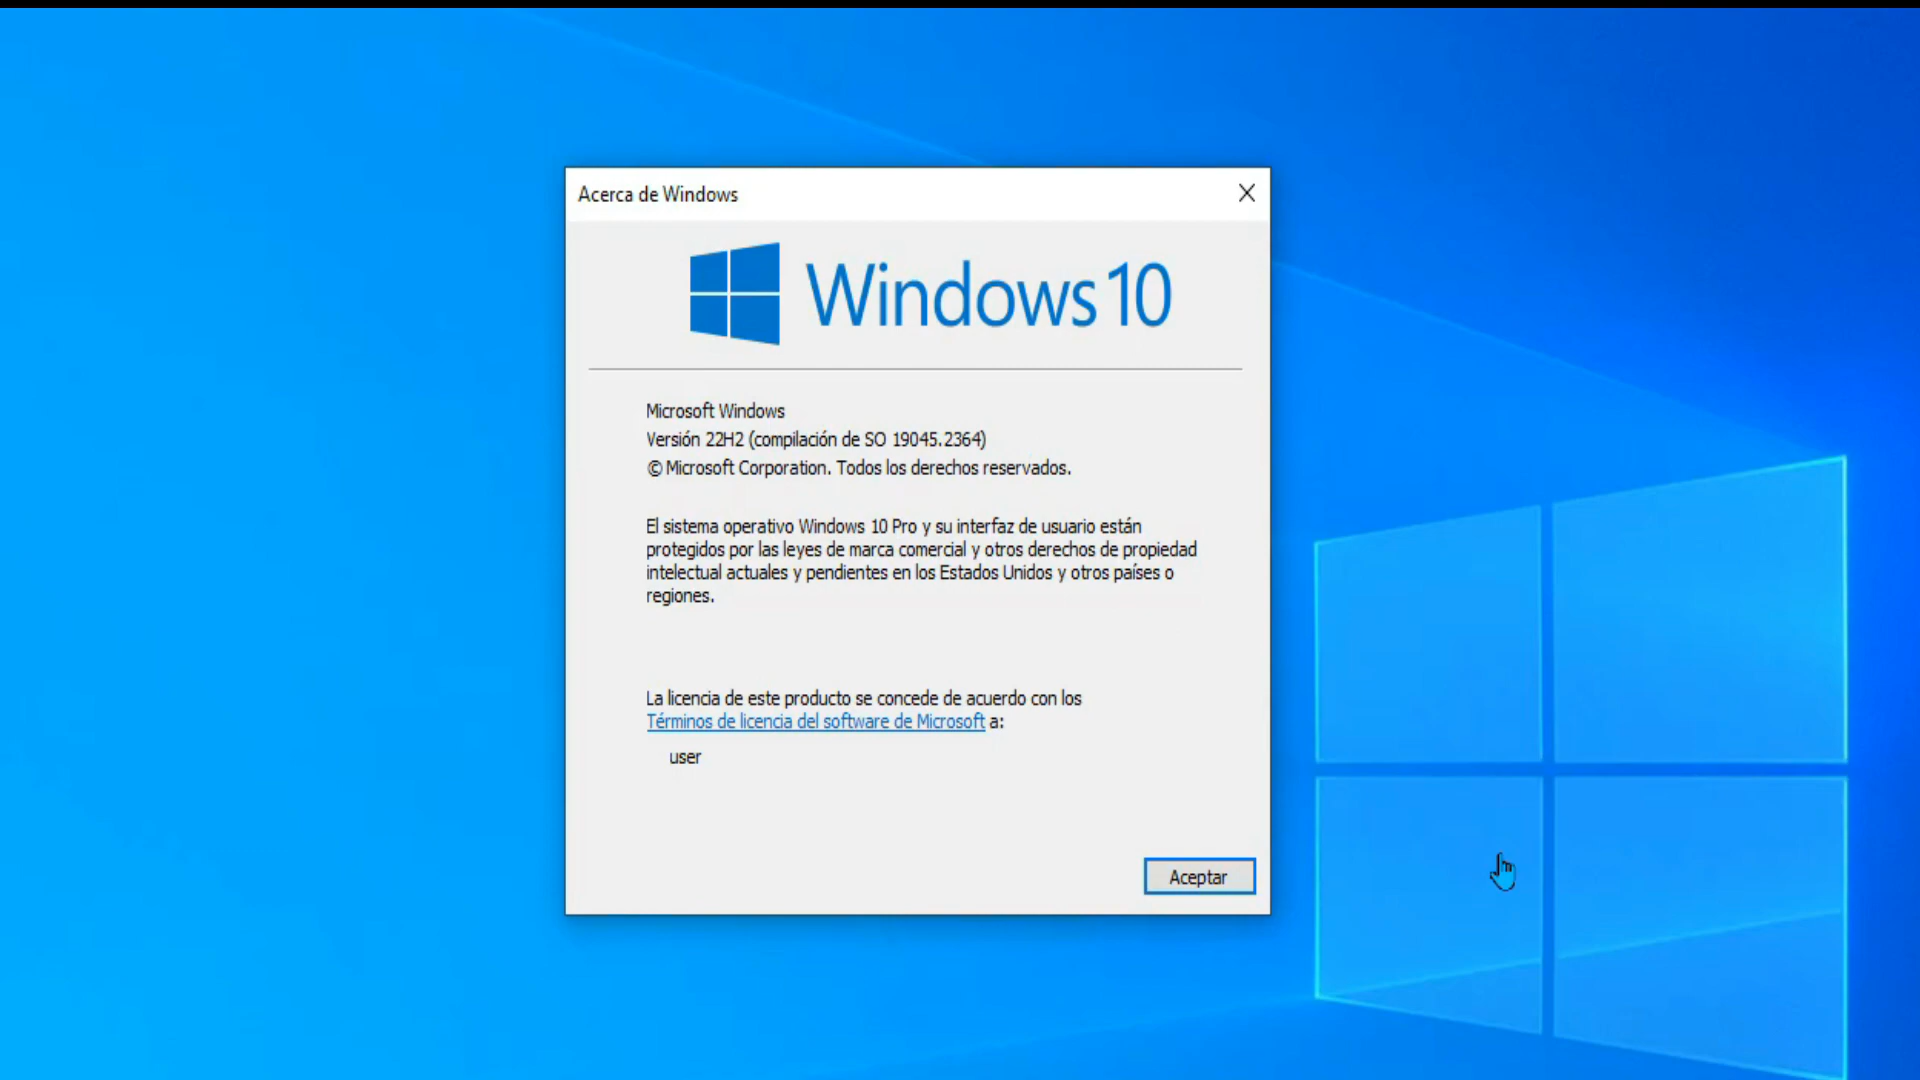 Acerca de Windows
Windows 10
Microsoft Windows
Versión 22H2 (compilación de SO 19045.2364)
© Microsoft Corporation. Todos los derechos reservados.
El sistema operativo Windows 10 Pro y su interfaz de usuario están
protegidos por las leyes de marca comercial y otros derechos de propiedad
intelectual actuales y pendientes en los Estados Unidos y otros países o
regiones.
La licencia de este producto se concede de acuerdo con los
Términos de licencia del software de Microsoft a:
user
Aceptar